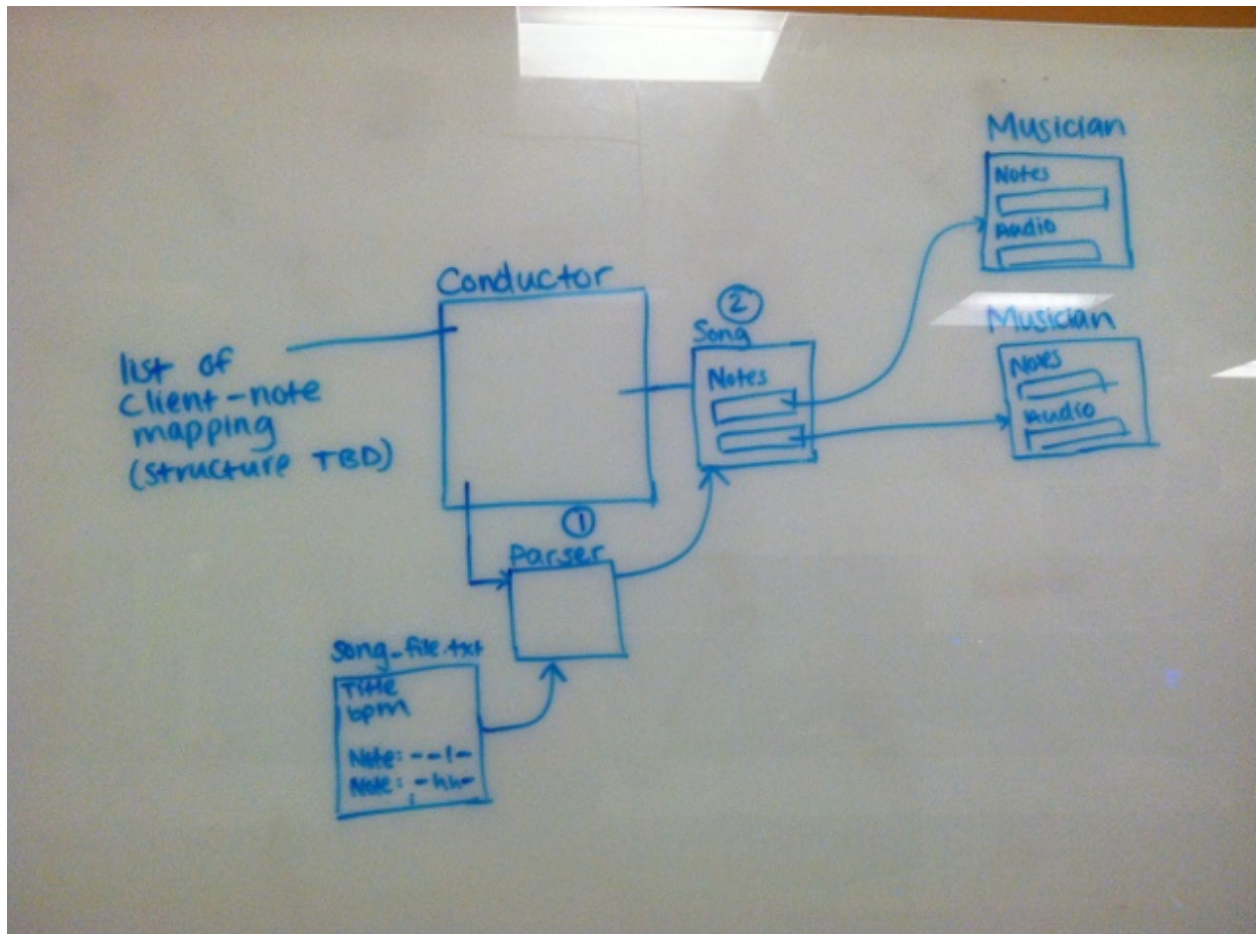 Musician
Notes
Audio
Conductor
②
Song
Notes
Musician
Notes
Audio
list of
client-note
mapping
(structure TBD)
①
Parser
song_file.txt
Title
bpm
Note: --1-
Note: -hh-